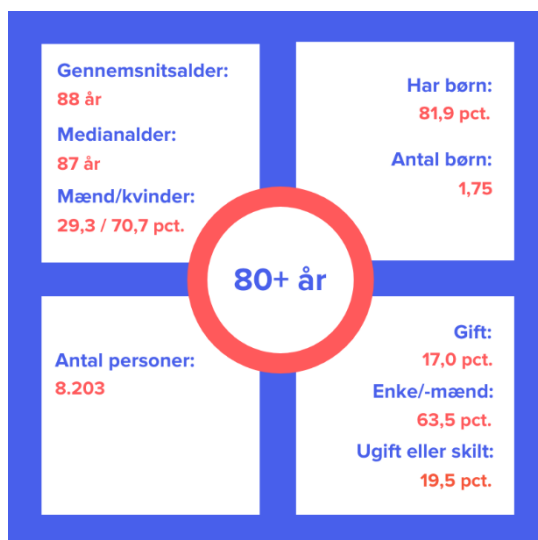 Gennemsnitsalder:
88 år
Medianalder:
87 år
Mænd/kvinder:
29,3 / 70,7 pct.
Har børn:
81,9 pct.
Antal børn:
1,75
80+ år
Antal personer:
8.203
Gift:
17,0 pct.
Enke/-mænd:
63,5 pct.
Ugift eller skilt:
19,5 pct.